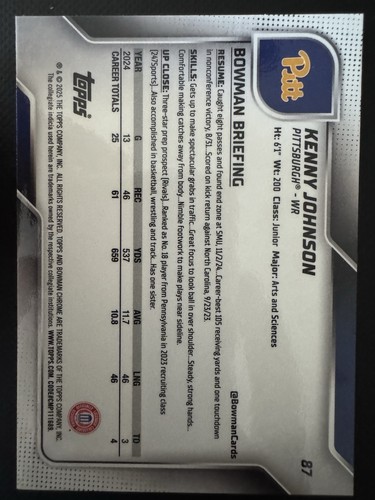 87
Pitt
KENNY JOHNSON
PITTSBURGH® - WR
Ht: 6'1" Wt: 200 Class: Junior Major: Arts and Sciences
BOWMAN BRIEFING
@BowmanCards
RESUME: Caught eight passes and found end zone at SMU, 11/2/24...Career-best 105 receiving yards and one touchdown
in nonconference victory, 8/31...Scored on kick return against North Carolina, 9/23/23.
SKILLS: Gets up to make spectacular grabs in traffic...Great focus to look ball in over shoulder...Steady, strong hands...
Comfortable making catches away from body...Nimble footwork to make plays near sideline.
UP CLOSE: Three-star prep prospect [Rivals]...Ranked as No. 18 player from Pennsylvania in 2023 recruiting class
[247Sports]...Also accomplished in basketball, wrestling and track...Has one sister.
YEAR G REC YDS AVG LNG TD
2024 13 46 537 11.7 46 3
CAREER TOTALS 25 61 659 10.8 46 4
topps
® & © 2025 THE TOPPS COMPANY, INC. ALL RIGHTS RESERVED. TOPPS AND BOWMAN CHROME ARE TRADEMARKS OF THE TOPPS COMPANY, INC.
The collegiate indicia used herein are trademarks owned by the respective collegiate institutions. WWW.TOPPS.COM.